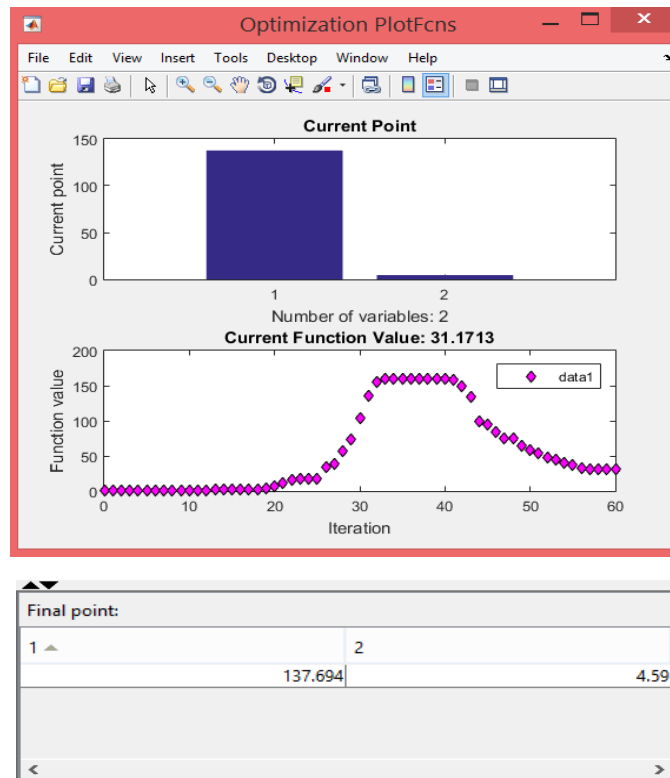 Optimization PlotFcns
File Edit View Insert Tools Desktop Window Help
Current Point
150
100
50
0
Current point
1 2
Number of variables: 2
Current Function Value: 31.1713
200
150
100
50
0
Function value
data1
0 10 20 30 40 50 60
Iteration
Final point:
1 2
137.694 4.59